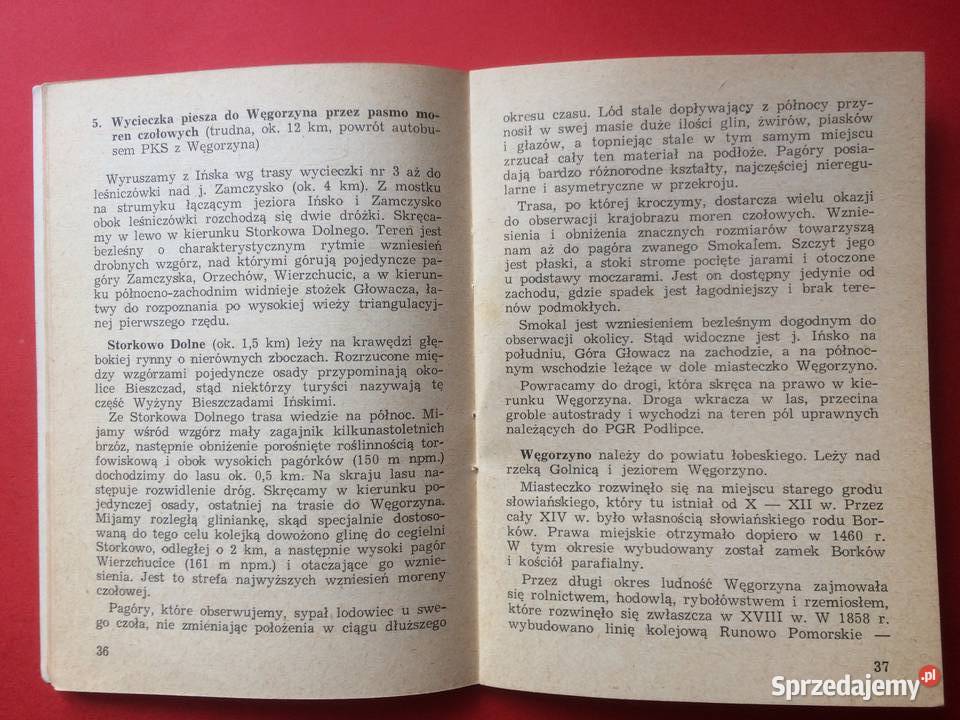 5. Wycieczka piesza do Węgorzyna przez pasmo mo-
ren czołowych (trudna, ok. 12 km, powrót autobu-
sem PKS z Węgorzyna)
Wyruszamy z Ińska wg trasy wycieczki nr 3 aż do
leśniczówki nad j. Zamczysko (ok. 4 km). Z mostku
na strumyku łączącym jeziora Ińsko i Zamczysko
obok leśniczówki rozchodzą się dwie dróżki. Skręca-
my w lewo w kierunku Storkowa Dolnego. Teren jest
bezleśny o charakterystycznym rytmie wzniesień
drobnych wzgórz, nad którymi górują pojedyncze pa-
góry Zamczyska, Orzechów, Wierzchucic, a w kierun-
ku północno-zachodnim widnieje stożek Głowacza, ła-
twy do rozpoznania po wysokiej wieży triangulacyj-
nej pierwszego rzędu.
Storkowo Dolne (ok. 1,5 km) leży na krawędzi głę-
bokiej rynny o nierównych zboczach. Rozrzucone mię-
dzy wzgórzami pojedyncze osady przypominają oko-
lice Bieszczad, stąd niektórzy turyści nazywają tę
część Wyżyny Bieszczadami Ińskimi.
Ze Storkowa Dolnego trasa wiedzie na północ. Mi-
jamy wśród wzgórz mały zagajnik kilkunastoletnich
brzóz, następnie obniżenie porośnięte roślinnością tor-
fowiskową i obok wysokich pagórków (150 m npm.)
dochodzimy do lasu ok. 0,5 km. Na skraju lasu na-
stępuje rozwidlenie dróg. Skręcamy w kierunku po-
jedynczej osady, ostatniej na trasie do Węgorzyna.
Mijamy rozległą gliniankę, skąd specjalnie dostoso-
waną do tego celu kolejką dowożono glinę do cegielni
Storkowo, odległej o 2 km, a następnie wysoki pagór
Wierzchucice (161 m npm.) i otaczające go wznie-
sienia. Jest to strefa najwyższych wzniesień moreny
czołowej.
Pagóry, które obserwujemy, sypał lodowiec u swe-
go czoła, nie zmieniając położenia w ciągu dłuższego
36
okresu czasu. Lód stale dopływający z północy przy-
nosił w swej masie duże ilości glin, żwirów, piasków
i głazów, a topniejąc stale w tym samym miejscu
zrzucał cały ten materiał na podłoże. Pagóry posia-
dają bardzo różnorodne kształty, najczęściej nieregu-
larne i asymetryczne w przekroju.
Trasa, po której kroczymy, dostarcza wielu okazji
do obserwacji krajobrazu moren czołowych. Wznie-
sienia i obniżenia znacznych rozmiarów towarzyszą
nam aż do pagóra zwanego Smokalem. Szczyt jego
jest płaski, a stoki strome pocięte jarami i otoczone
u podstawy moczarami. Jest on dostępny jedynie od
zachodu, gdzie spadek jest łagodniejszy i brak tere-
nów podmokłych.
Smokal jest wzniesieniem bezleśnym dogodnym do
obserwacji okolicy. Stąd widoczne jest j. Ińsko na
południu, Góra Głowacz na zachodzie, a na północ-
nym wschodzie leżące w dole miasteczko Węgorzyno.
Powracamy do drogi, która skręca na prawo w kie-
runku Węgorzyna. Droga wkracza w las, przecina
groble autostrady i wychodzi na teren pól uprawnych
należących do PGR Podlipce.
Węgorzyno należy do powiatu łobeskiego. Leży nad
rzeką Golnicą i jeziorem Węgorzyno.
Miasteczko rozwinęło się na miejscu starego grodu
słowiańskiego, który tu istniał od X — XII w. Przez
cały XIV w. było własnością słowiańskiego rodu Bor-
ków. Prawa miejskie otrzymało dopiero w 1460 r.
W tym okresie wybudowany został zamek Borków
i kościół parafialny.
Przez długi okres ludność Węgorzyna zajmowała
się rolnictwem, hodowlą, rybołówstwem i rzemiosłem,
które rozwinęło się zwłaszcza w XVIII w. W 1858 r.
wybudowano linię kolejową Runowo Pomorskie —
37
Sprzedajemy.pl